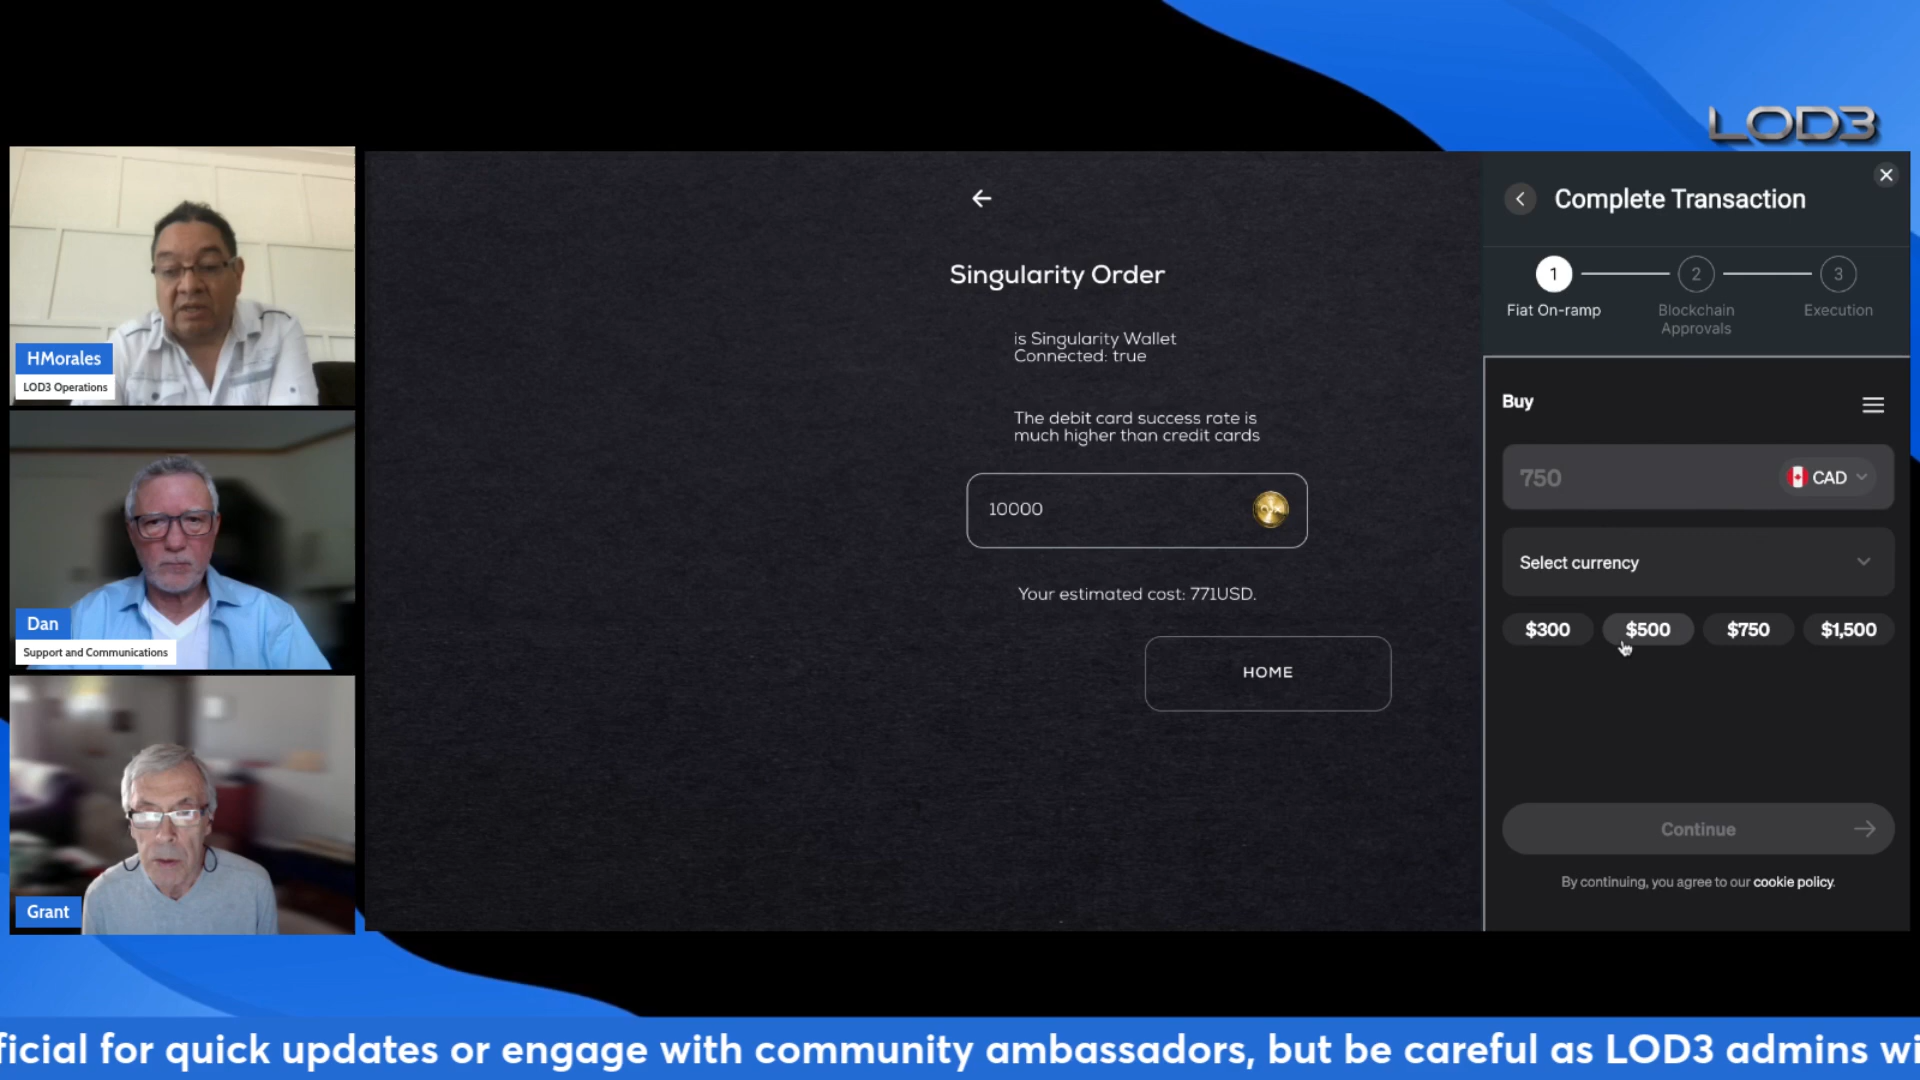 LOD3
HMorales
LOD3 Operations
Dan
Support and Communications
Grant
Singularity Order
is Singularity Wallet
Connected: true
The debit card success rate is
much higher than credit cards
10000
Your estimated cost: 771USD.
HOME
Complete Transaction
1
2
3
Fiat On-ramp
Blockchain
Approvals
Execution
Buy
750
CAD
Select currency
$300
$500
$750
$1,500
Continue
By continuing, you agree to our cookie policy.
ficial for quick updates or engage with community ambassadors, but be careful as LOD3 admins wi